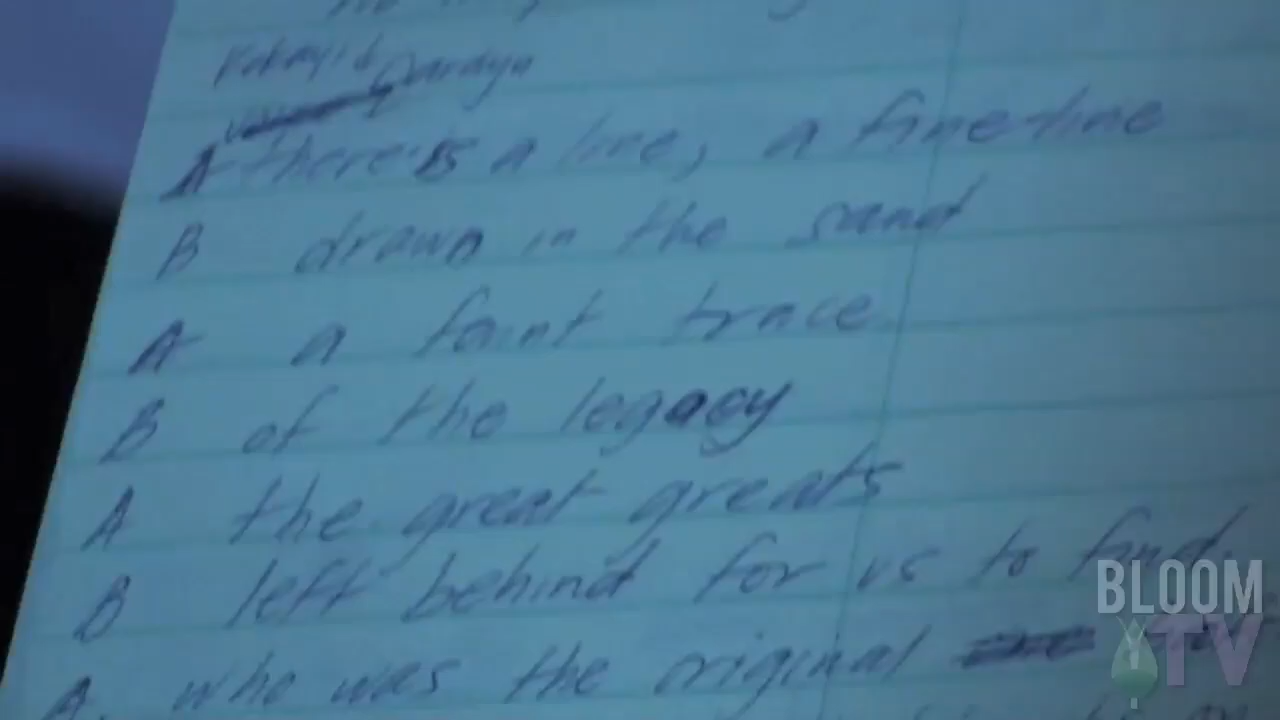 A there's a line, a fine line
B drawn in the sand
A a faint trace
B of the legacy
A the great greats
B left behind for us to find
A. who was the original
BLOOM
TV